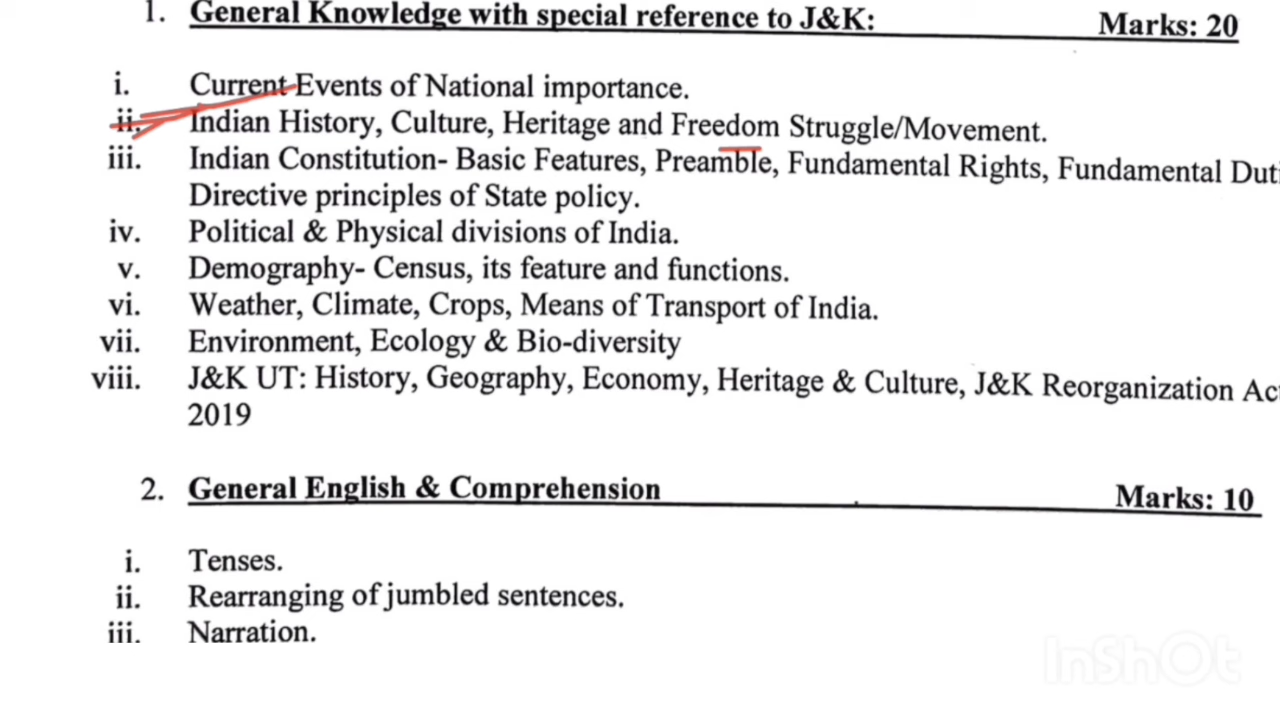 1. General Knowledge with special reference to J&K: Marks: 20
i. Current Events of National importance.
ii. Indian History, Culture, Heritage and Freedom Struggle/Movement.
iii. Indian Constitution- Basic Features, Preamble, Fundamental Rights, Fundamental
Directive principles of State policy.
iv. Political & Physical divisions of India.
v. Demography- Census, its feature and functions.
vi. Weather, Climate, Crops, Means of Transport of India.
vii. Environment, Ecology & Bio-diversity
viii. J&K UT: History, Geography, Economy, Heritage & Culture, J&K Reorganization
2019
2. General English & Comprehension Marks: 10
i. Tenses.
ii. Rearranging of jumbled sentences.
iii. Narration.
InShOt